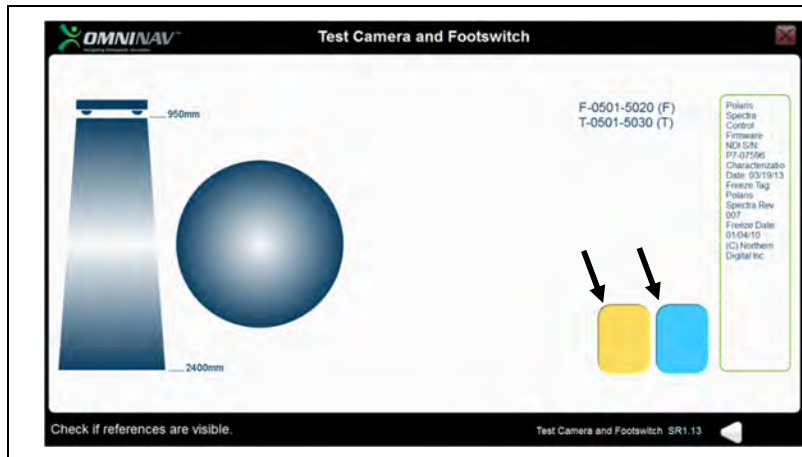 OMNINAV™
Test Camera and Footswitch
950mm
2400mm
F-0501-5020 (F)
T-0501-5030 (T)
Polaris
Spectra
Control
Firmware
NDI S/N:
P7-07596
Characterizatio
Date: 03/19/13
Freeze Tag:
Polaris
Spectra Rev
007
Freeze Date:
01/04/10
(C) Northern
Digital Inc.
Check if references are visible.
Test Camera and Footswitch SR1.13